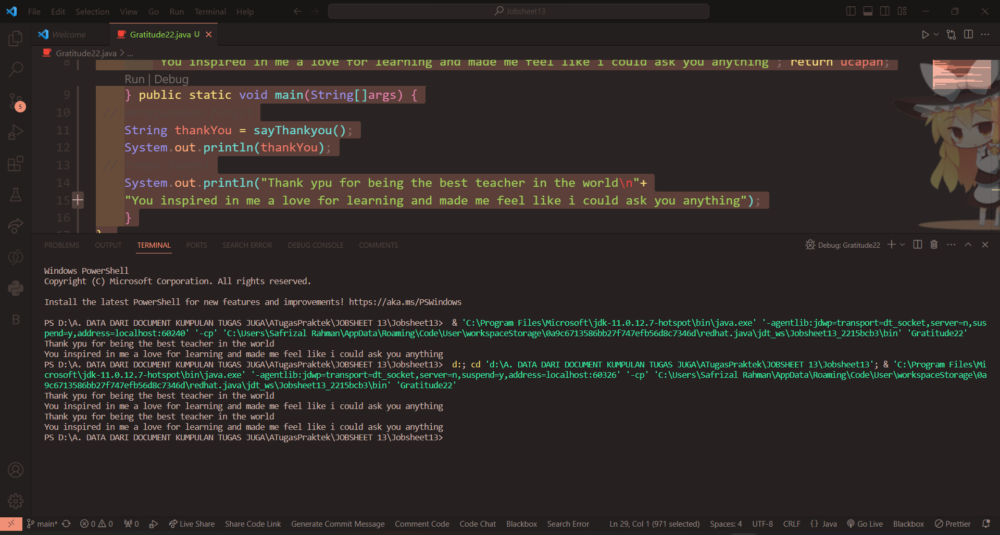 File Edit Selection View Go Run Terminal Help Jobsheet13
Welcome Gratitude22.java U
Gratitude22.java > ...
8 You inspired in me a love for learning and made me feel like i could ask you anything"; return ucapan;
Run | Debug
9 } public static void main(String[]args) {
10 // menggunakan fungsi
11 String thankYou = sayThankyou();
12 System.out.println(thankYou);
13 // tanpa fungsi
14 System.out.println("Thank ypu for being the best teacher in the world\n"+
15 "You inspired in me a love for learning and made me feel like i could ask you anything");
16 }
17 }
PROBLEMS OUTPUT TERMINAL PORTS SEARCH ERROR DEBUG CONSOLE COMMENTS Debug: Gratitude22
Windows PowerShell
Copyright (C) Microsoft Corporation. All rights reserved.
Install the latest PowerShell for new features and improvements! https://aka.ms/PSWindows
PS D:\A. DATA DARI DOCUMENT KUMPULAN TUGAS JUGA\ATugasPraktek\JOBSHEET 13\Jobsheet13>  & 'C:\Program Files\Microsoft\jdk-11.0.12.7-hotspot\bin\java.exe' '-agentlib:jdwp=transport=dt_socket,server=n,sus
pend=y,address=localhost:60240' '-cp' 'C:\Users\Safrizal Rahman\AppData\Roaming\Code\User\workspaceStorage\0a9c6713586bb27f747efb56d8c7346d\redhat.java\jdt_ws\Jobsheet13_2215bcb3\bin' 'Gratitude22'
Thank ypu for being the best teacher in the world
You inspired in me a love for learning and made me feel like i could ask you anything
PS D:\A. DATA DARI DOCUMENT KUMPULAN TUGAS JUGA\ATugasPraktek\JOBSHEET 13\Jobsheet13>  d:; cd 'd:\A. DATA DARI DOCUMENT KUMPULAN TUGAS JUGA\ATugasPraktek\JOBSHEET 13\Jobsheet13'; & 'C:\Program Files\Mi
crosoft\jdk-11.0.12.7-hotspot\bin\java.exe' '-agentlib:jdwp=transport=dt_socket,server=n,suspend=y,address=localhost:60326' '-cp' 'C:\Users\Safrizal Rahman\AppData\Roaming\Code\User\workspaceStorage\0a
9c6713586bb27f747efb56d8c7346d\redhat.java\jdt_ws\Jobsheet13_2215bcb3\bin' 'Gratitude22'
Thank ypu for being the best teacher in the world
You inspired in me a love for learning and made me feel like i could ask you anything
Thank ypu for being the best teacher in the world
You inspired in me a love for learning and made me feel like i could ask you anything
PS D:\A. DATA DARI DOCUMENT KUMPULAN TUGAS JUGA\ATugasPraktek\JOBSHEET 13\Jobsheet13>
5
B
main* 0 0 0 Live Share Share Code Link Generate Commit Message Comment Code Code Chat Blackbox Search Error Ln 29, Col 1 (971 selected) Spaces: 4 UTF-8 CRLF {} Java Go Live Blackbox Prettier